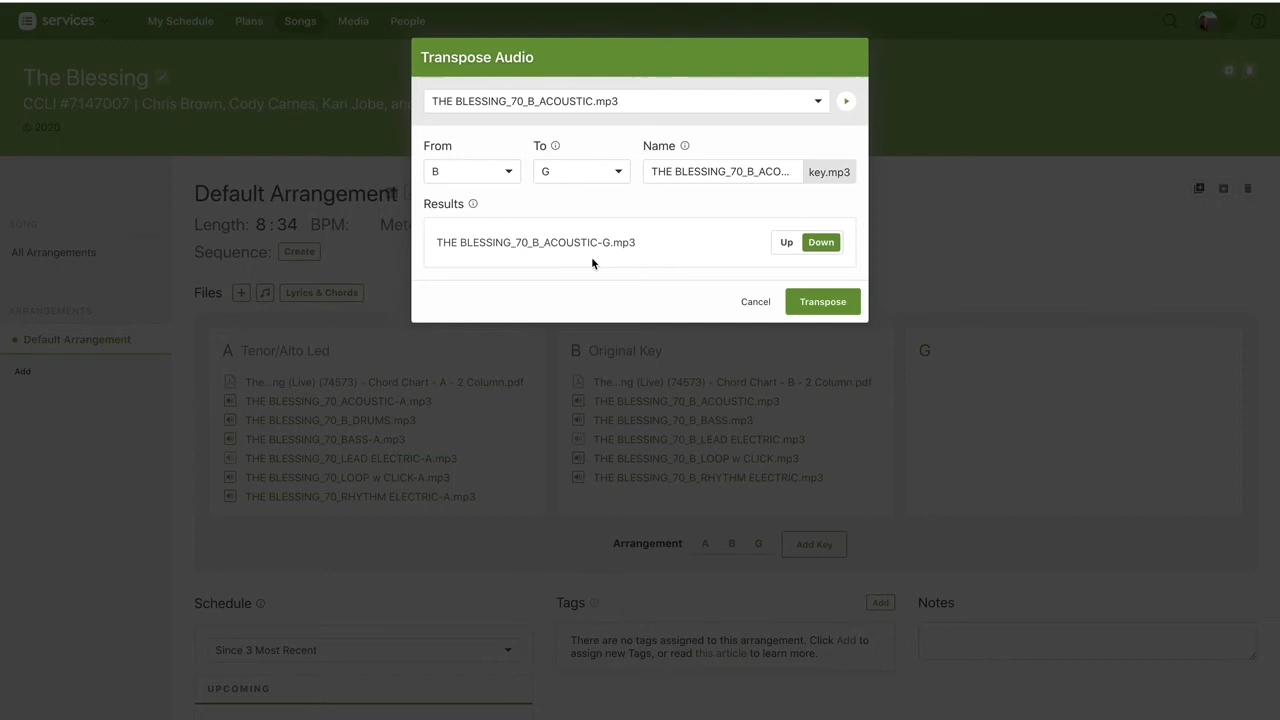 services
My Schedule Plans Songs Media People
The Blessing
CCLI #7147007 | Chris Brown, Cody Carnes, Kari Jobe, an
© 2020
Transpose Audio
THE BLESSING_70_B_ACOUSTIC.mp3
From To Name
B G THE BLESSING_70_B_ACO... key.mp3
Results
THE BLESSING_70_B_ACOUSTIC-G.mp3 Up Down
Cancel Transpose
SONG
All Arrangements
ARRANGEMENTS
Default Arrangement
Add
Default Arrangement
Length: 8:34 BPM: Met
Sequence: Create
Files + Lyrics & Chords
A Tenor/Alto Led
The...ng (Live) (74573) - Chord Chart - A - 2 Column.pdf
THE BLESSING_70_ACOUSTIC-A.mp3
THE BLESSING_70_B_DRUMS.mp3
THE BLESSING_70_BASS-A.mp3
THE BLESSING_70_LEAD ELECTRIC-A.mp3
THE BLESSING_70_LOOP w CLICK-A.mp3
THE BLESSING_70_RHYTHM ELECTRIC-A.mp3
B Original Key
The...ng (Live) (74573) - Chord Chart - B - 2 Column.pdf
THE BLESSING_70_B_ACOUSTIC.mp3
THE BLESSING_70_B_BASS.mp3
THE BLESSING_70_B_LEAD ELECTRIC.mp3
THE BLESSING_70_B_LOOP w CLICK.mp3
THE BLESSING_70_B_RHYTHM ELECTRIC.mp3
G
Arrangement A B G Add Key
Schedule
Since 3 Most Recent
UPCOMING
Tags Add
There are no tags assigned to this arrangement. Click Add to
assign new Tags, or read this article to learn more.
Notes